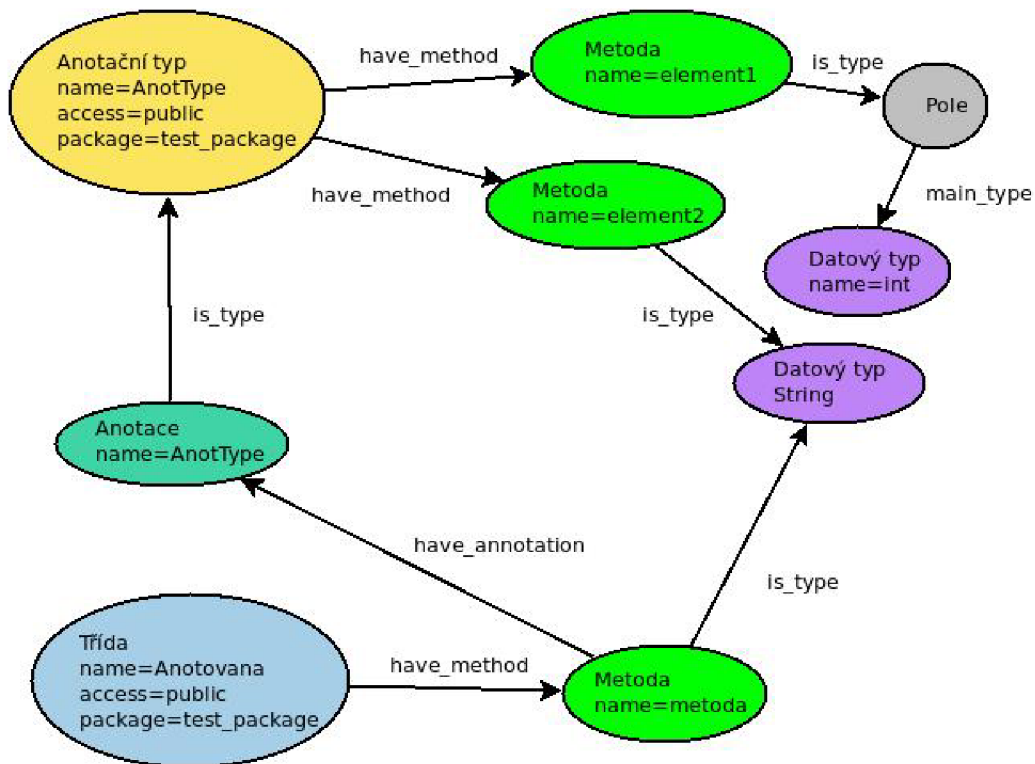 Anotační typ
name=AnotType
access=public
package=test_package
have_method
Metoda
name=element1
is_type
Pole
have_method
Metoda
name=element2
main_type
Datový typ
name=int
is_type
is_type
Datový typ
String
Anotace
name=AnotType
have_annotation
is_type
Třída
name=Anotovana
access=public
package=test_package
have_method
Metoda
name=metoda